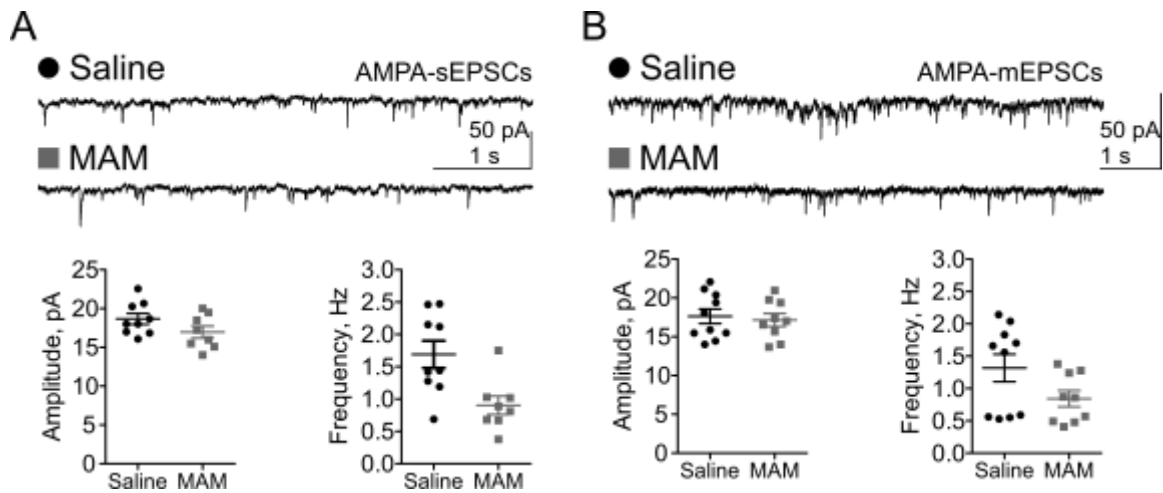 A
Saline
AMPA-sEPSCs
50 pA
1 s
MAM
25
20
15
10
5
0
Amplitude, pA
Saline MAM
3.0
2.5
2.0
1.5
1.0
0.5
0.0
Frequency, Hz
Saline MAM
B
Saline
AMPA-mEPSCs
50 pA
1 s
MAM
25
20
15
10
5
0
Amplitude, pA
Saline MAM
3.0
2.5
2.0
1.5
1.0
0.5
0.0
Frequency, Hz
Saline MAM